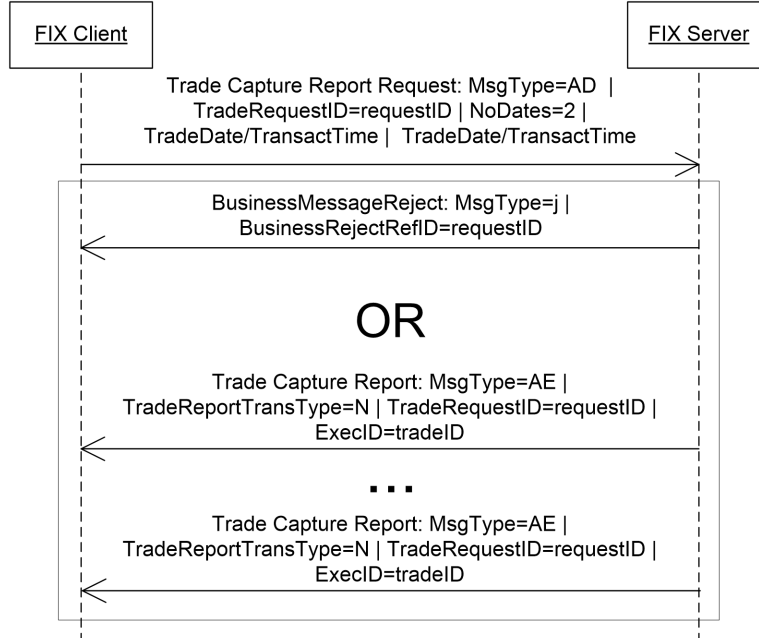 FIX Client
FIX Server
Trade Capture Report Request: MsgType=AD |
TradeRequestID=requestID | NoDates=2 |
TradeDate/TransactTime | TradeDate/TransactTime
BusinessMessageReject: MsgType=j |
BusinessRejectRefID=requestID
OR
Trade Capture Report: MsgType=AE |
TradeReportTransType=N | TradeRequestID=requestID |
ExecID=tradeID
...
Trade Capture Report: MsgType=AE |
TradeReportTransType=N | TradeRequestID=requestID |
ExecID=tradeID